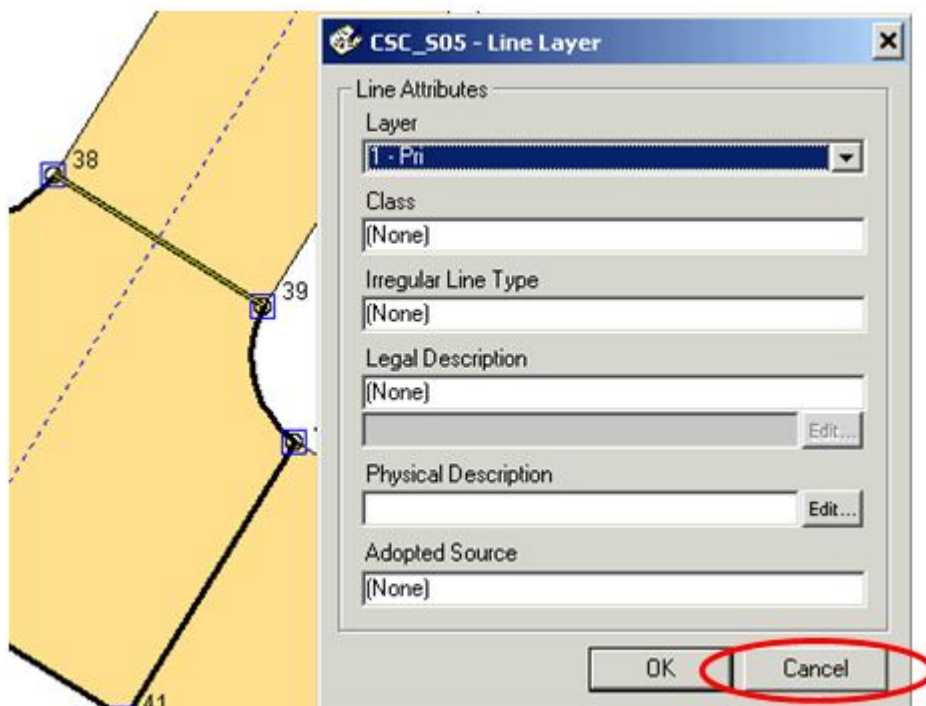 CSC_S05 - Line Layer
Line Attributes
Layer
1 - Pri
Class
(None)
Irregular Line Type
(None)
Legal Description
(None)
Edit...
Physical Description
Edit...
Adopted Source
(None)
OK
Cancel
38
39
41